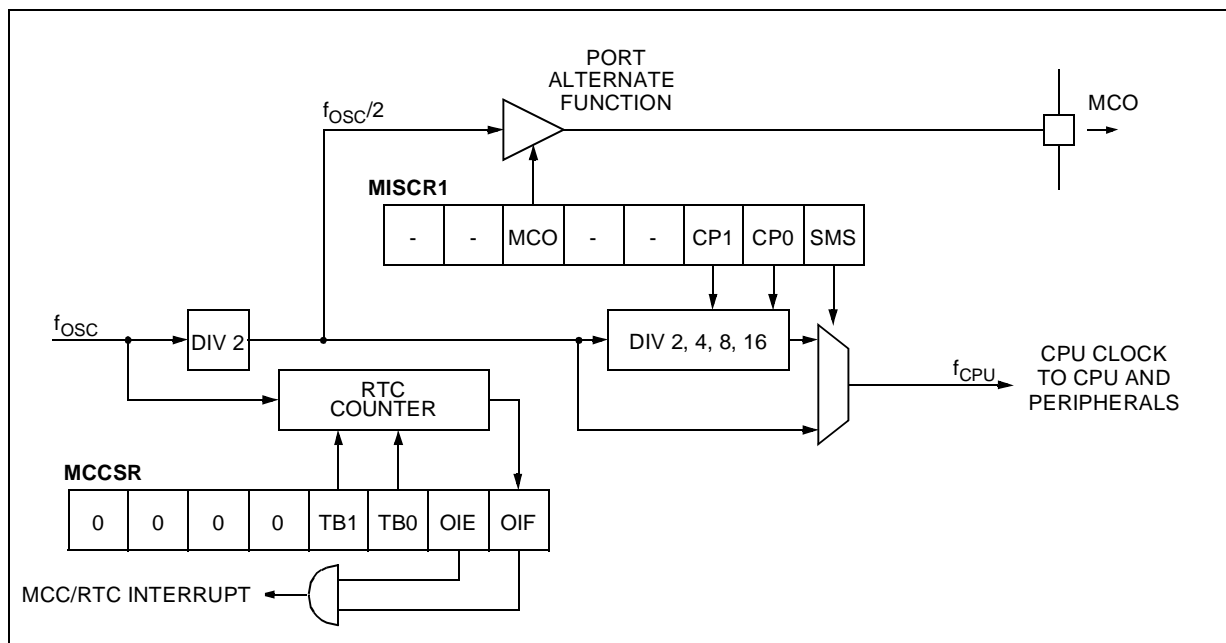 PORT
ALTERNATE
FUNCTION
fOSC/2
MCO
MISCR1
- - MCO - - CP1 CP0 SMS
fOSC
DIV 2
DIV 2, 4, 8, 16
fCPU
CPU CLOCK
TO CPU AND
PERIPHERALS
RTC
COUNTER
MCCSR
0 0 0 0 TB1 TB0 OIE OIF
MCC/RTC INTERRUPT